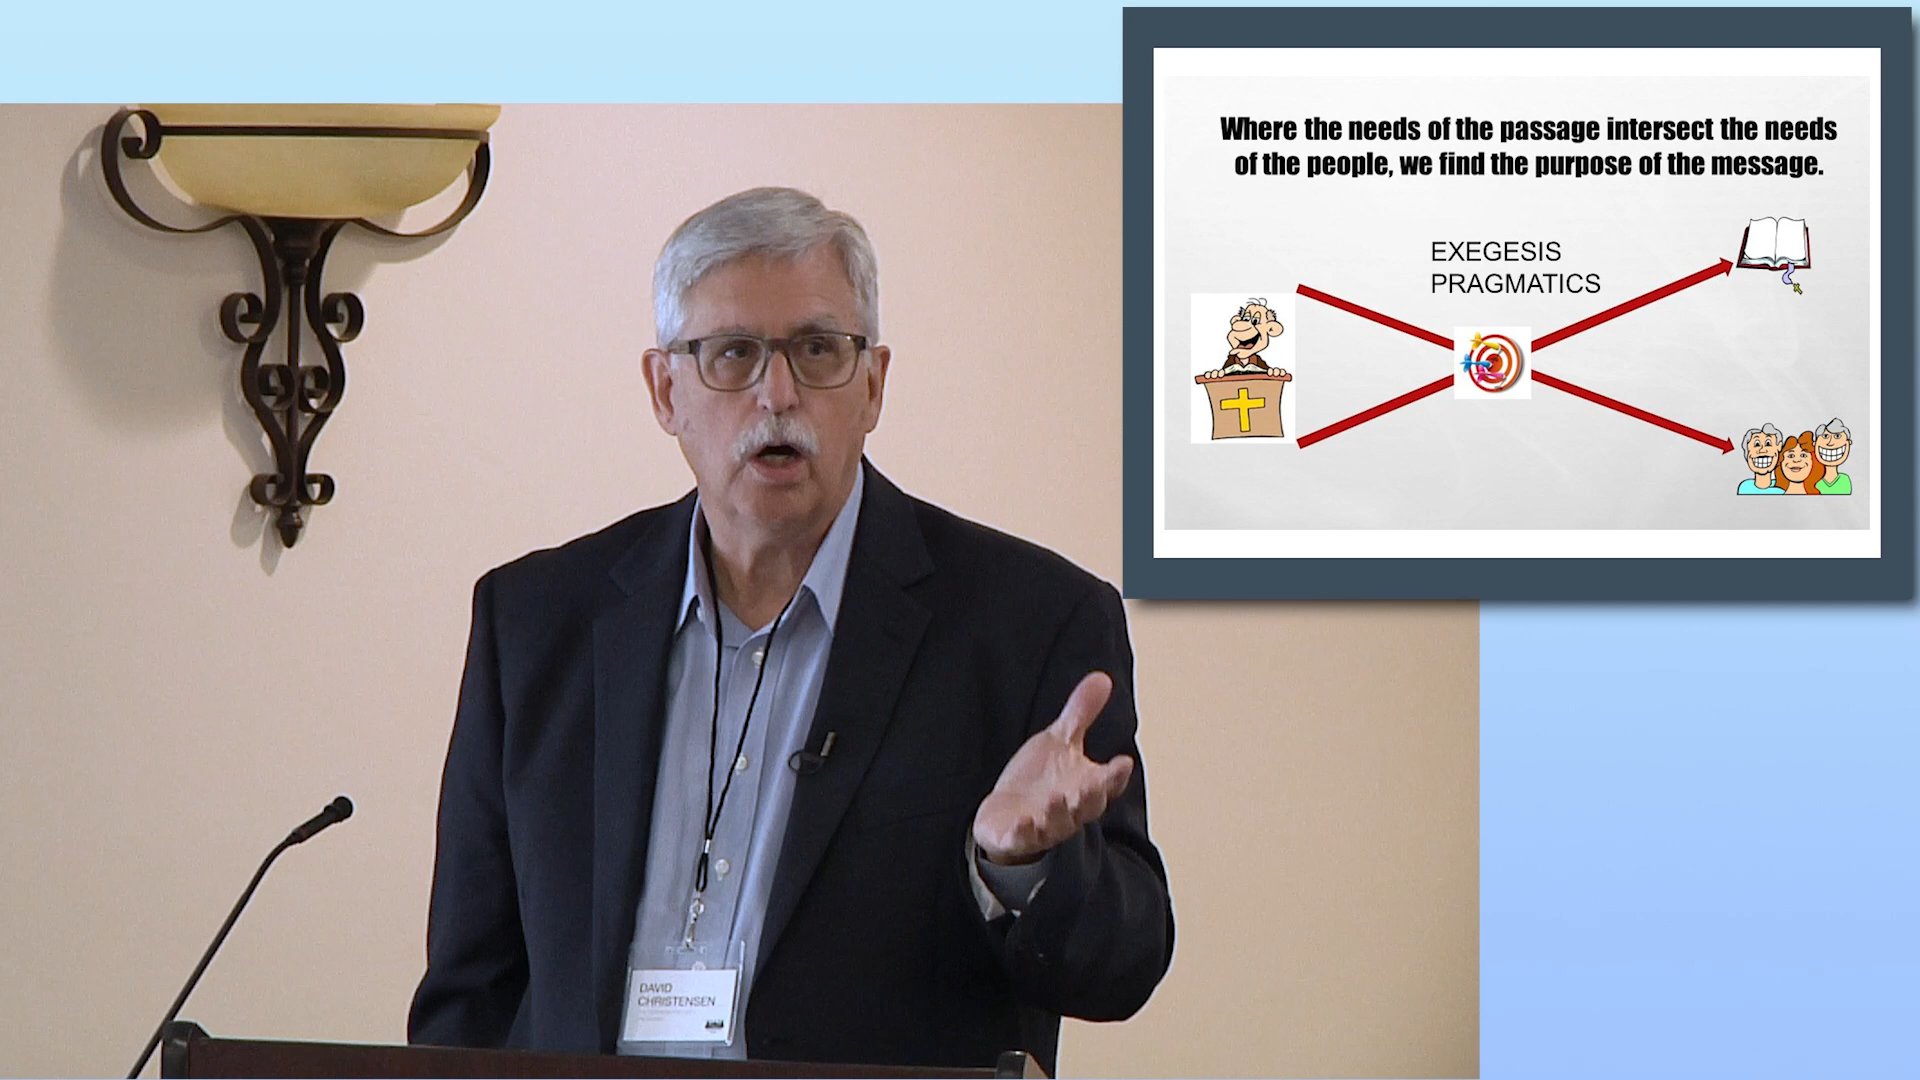 Where the needs of the passage intersect the needs
of the people, we find the purpose of the message.
EXEGESIS
PRAGMATICS
DAVID
CHRISTENSEN